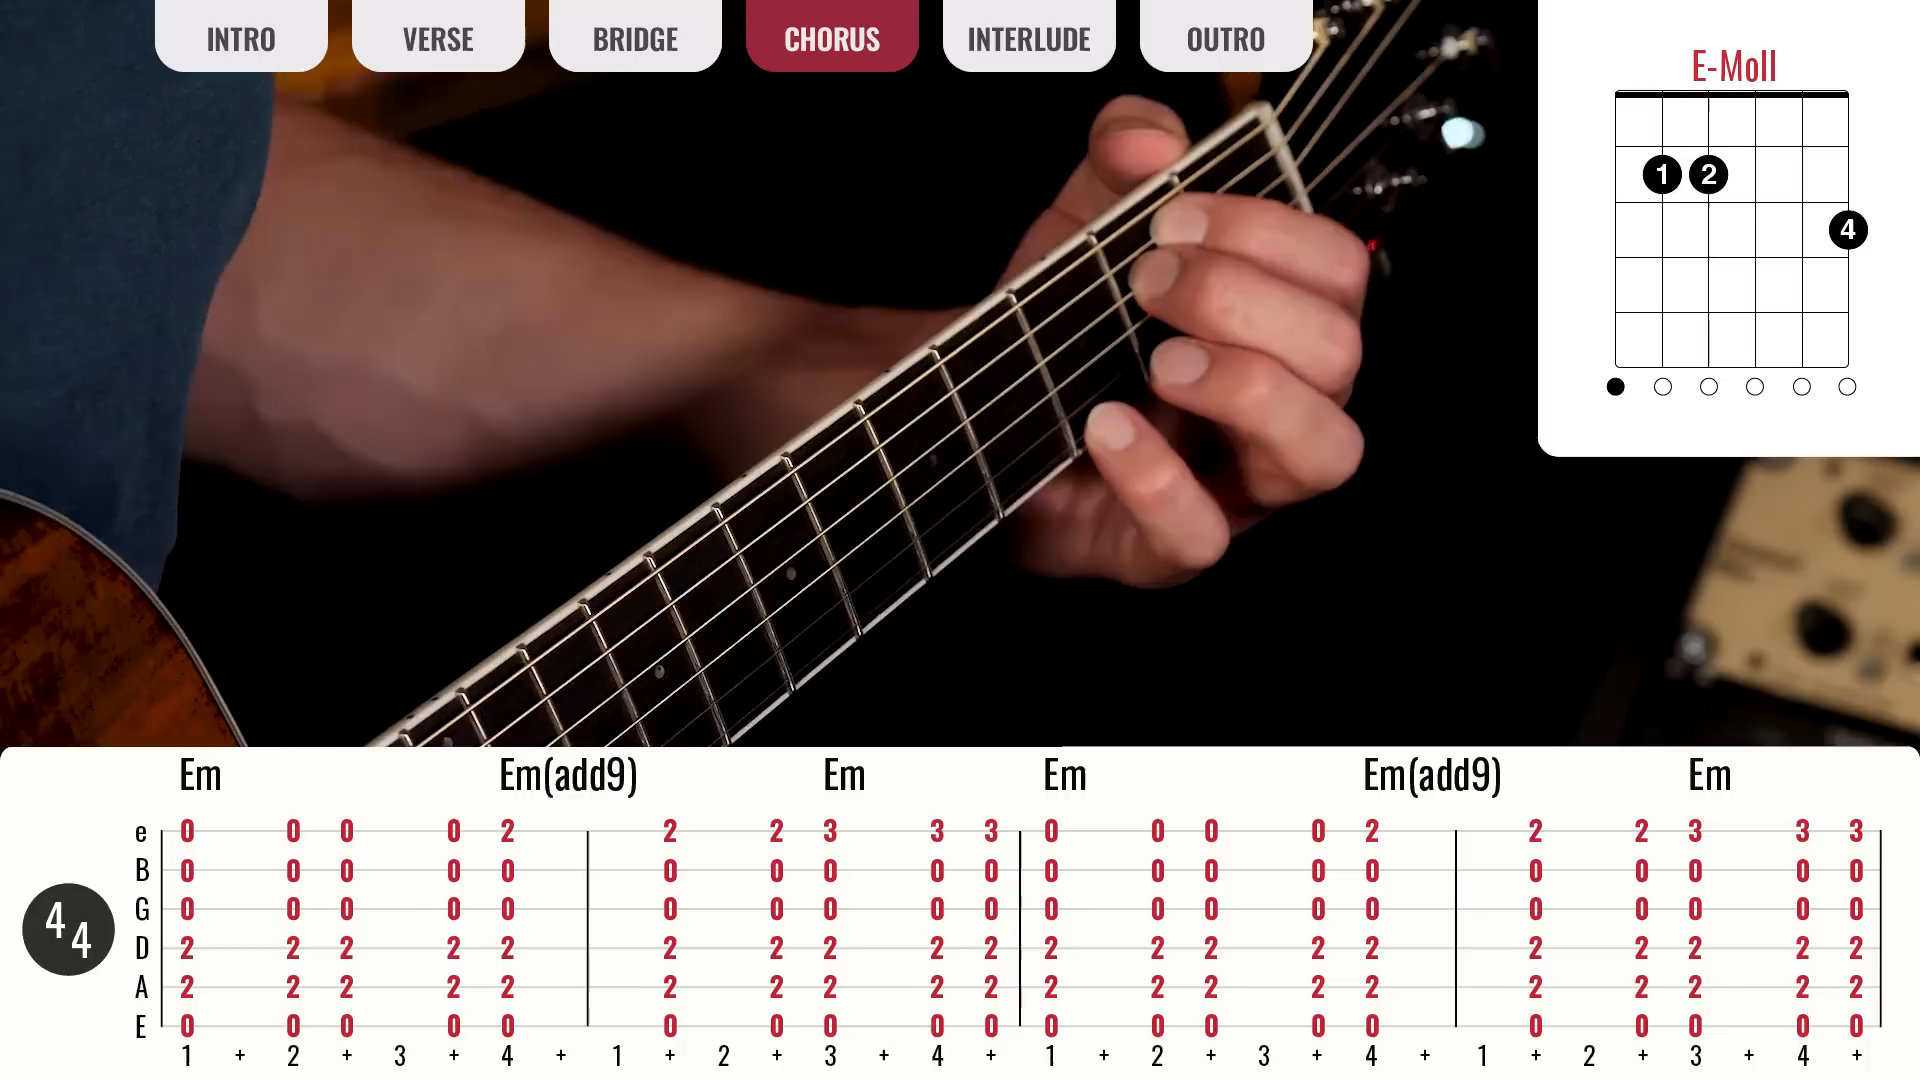 INTRO VERSE BRIDGE CHORUS INTERLUDE OUTRO
E-Moll
1 2
4
Em Em(add9) Em Em Em(add9) Em
e 0 0 0 0 2 2 2 3 3 3 0 0 0 0 2 2 2 3 3 3
B 0 0 0 0 0 0 0 0 0 0 0 0 0 0 0 0 0 0 0 0
G 0 0 0 0 0 0 0 0 0 0 0 0 0 0 0 0 0 0 0 0
D 2 2 2 2 2 2 2 2 2 2 2 2 2 2 2 2 2 2 2 2
A 2 2 2 2 2 2 2 2 2 2 2 2 2 2 2 2 2 2 2 2
E 0 0 0 0 0 0 0 0 0 0 0 0 0 0 0 0 0 0 0 0
4 4
1 + 2 + 3 + 4 + 1 + 2 + 3 + 4 + 1 + 2 + 3 + 4 + 1 + 2 + 3 + 4 +